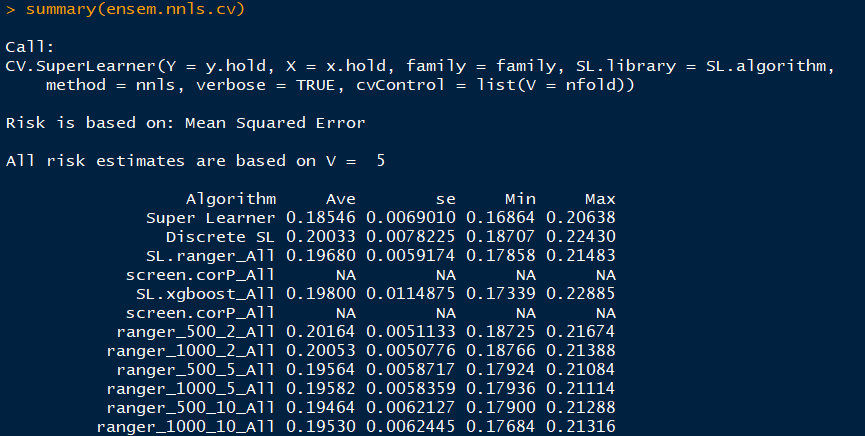 > summary(ensem.nnls.cv)
Call:
CV.SuperLearner(Y = y.hold, X = x.hold, family = family, SL.library = SL.algorithm,
method = nnls, verbose = TRUE, cvControl = list(V = nfold))
Risk is based on: Mean Squared Error
All risk estimates are based on V = 5
Algorithm Ave se Min Max
Super Learner 0.18546 0.0069010 0.16864 0.20638
Discrete SL 0.20033 0.0078225 0.18707 0.22430
SL.ranger_All 0.19680 0.0059174 0.17858 0.21483
screen.corP_All NA NA NA NA
SL.xgboost_All 0.19800 0.0114875 0.17339 0.22885
screen.corP_All NA NA NA NA
ranger_500_2_All 0.20164 0.0051133 0.18725 0.21674
ranger_1000_2_All 0.20053 0.0050776 0.18766 0.21388
ranger_500_5_All 0.19564 0.0058717 0.17924 0.21084
ranger_1000_5_All 0.19582 0.0058359 0.17936 0.21114
ranger_500_10_All 0.19464 0.0062127 0.17900 0.21288
ranger_1000_10_All 0.19530 0.0062445 0.17684 0.21316